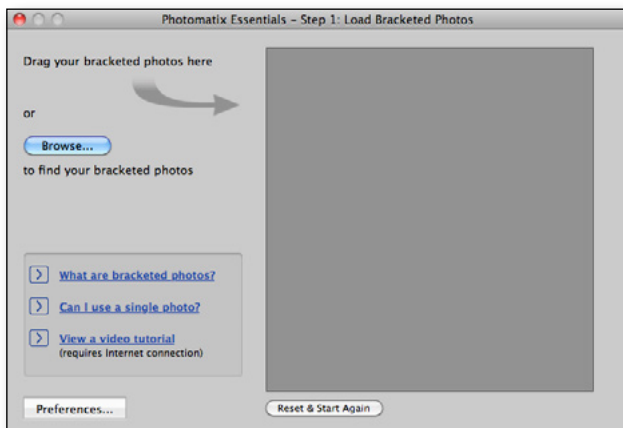 Photomatix Essentials – Step 1: Load Bracketed Photos
Drag your bracketed photos here
or
Browse...
to find your bracketed photos
What are bracketed photos?
Can I use a single photo?
View a video tutorial
(requires Internet connection)
Preferences...
Reset & Start Again